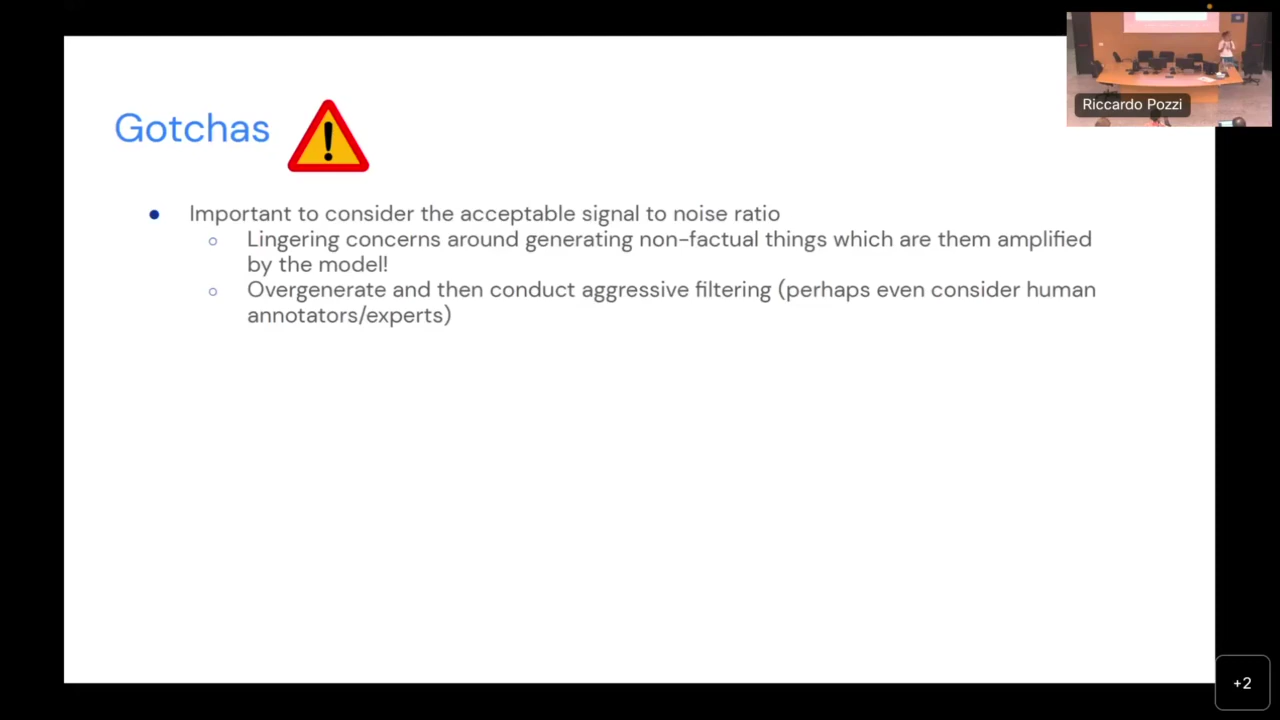 Gotchas
Important to consider the acceptable signal to noise ratio
Lingering concerns around generating non-factual things which are them amplified
by the model!
Overgenerate and then conduct aggressive filtering (perhaps even consider human
annotators/experts)
Riccardo Pozzi
+2